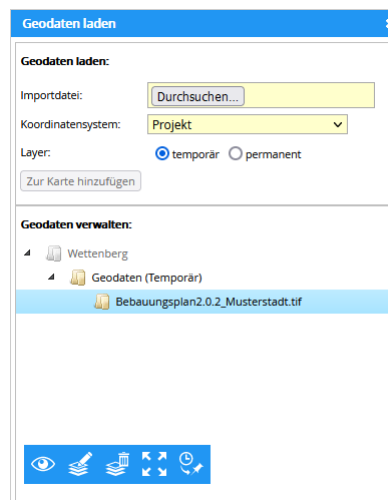 Geodaten laden
Geodaten laden:
Importdatei:
Durchsuchen...
Koordinatensystem:
Projekt
Layer:
temporär
permanent
Zur Karte hinzufügen
Geodaten verwalten:
Wettenberg
Geodaten (Temporär)
Bebauungsplan2.0.2_Musterstadt.tif